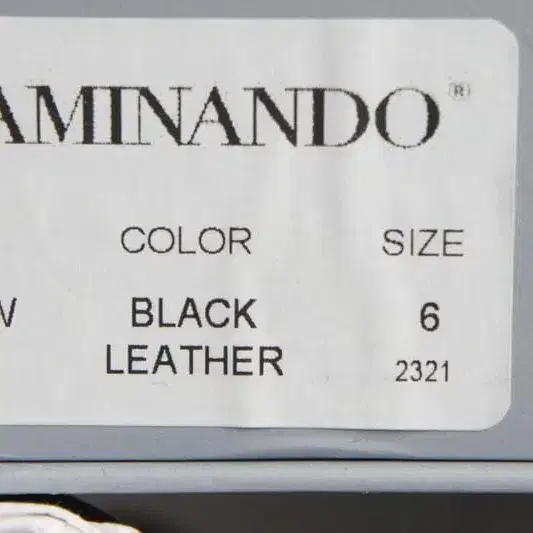 AMINANDO®
COLOR SIZE
BLACK 6
LEATHER 2321